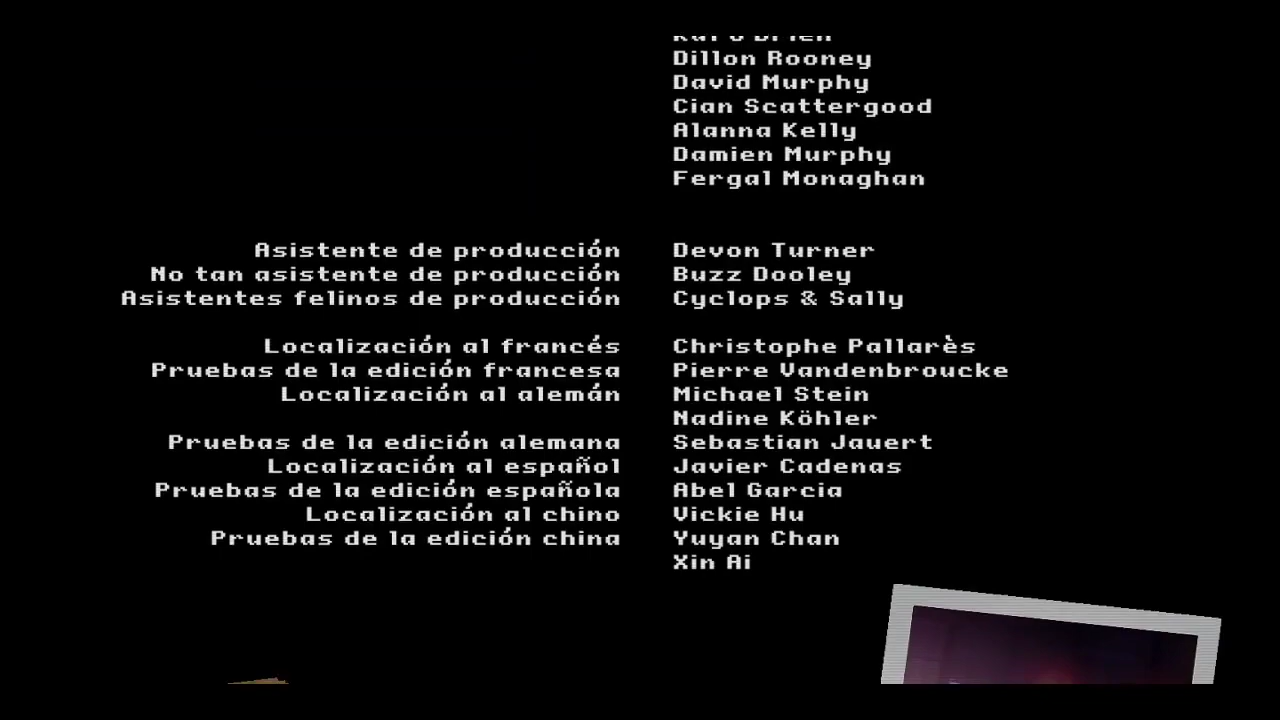 Dillon Rooney
David Murphy
Cian Scattergood
Alanna Kelly
Damien Murphy
Fergal Monaghan
Asistente de producción Devon Turner
No tan asistente de producción Buzz Dooley
Asistentes felinos de producción Cyclops & Sally
Localización al francés Christophe Pallarès
Pruebas de la edición francesa Pierre Vandenbroucke
Localización al alemán Michael Stein
Nadine Köhler
Pruebas de la edición alemana Sebastian Jauert
Localización al español Javier Cadenas
Pruebas de la edición española Abel Garcia
Localización al chino Vickie Hu
Pruebas de la edición china Yuyan Chan
Xin Ai